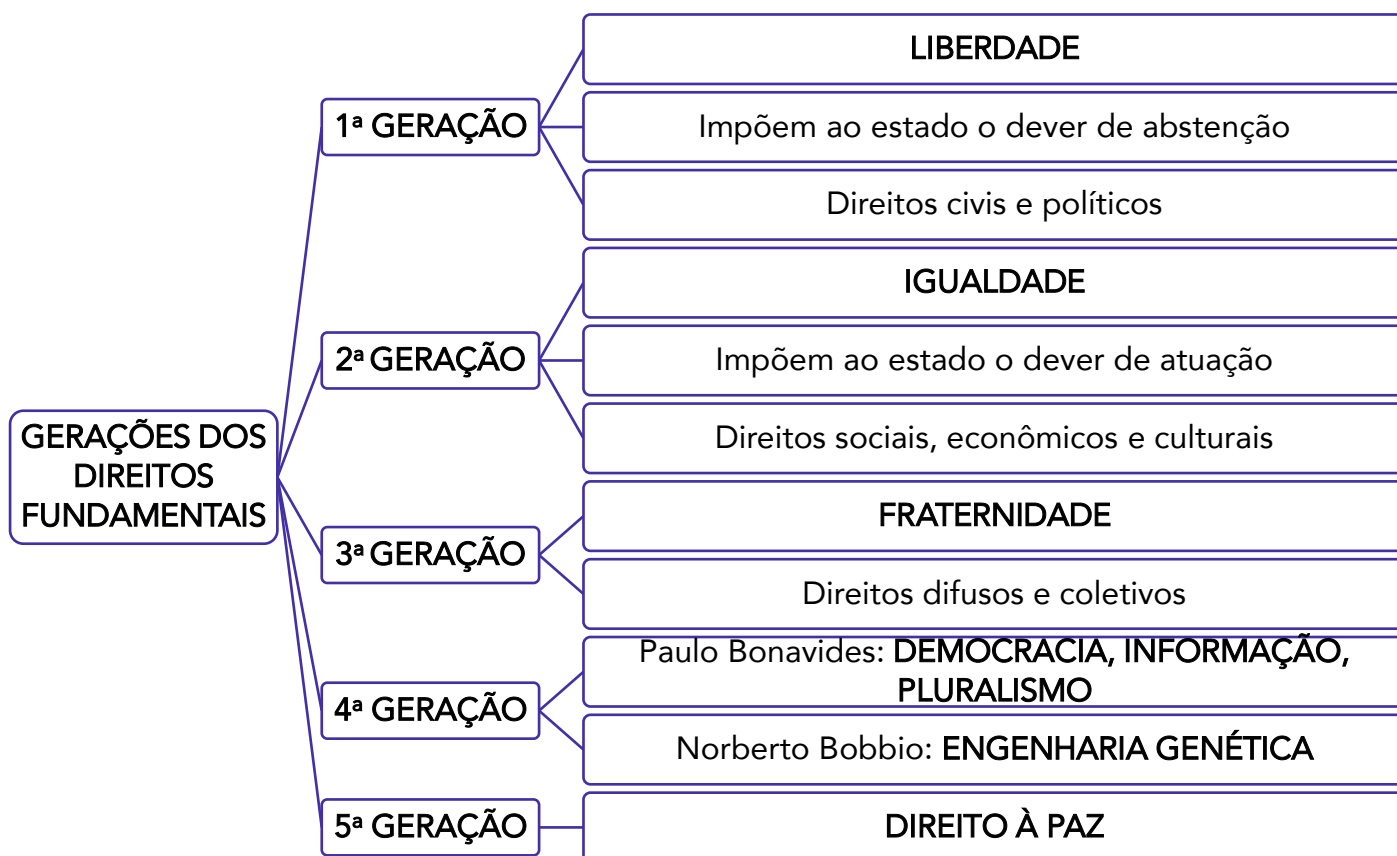 GERAÇÕES DOS
DIREITOS
FUNDAMENTAIS
1ª GERAÇÃO
LIBERDADE
Impõem ao estado o dever de abstenção
Direitos civis e políticos
2ª GERAÇÃO
IGUALDADE
Impõem ao estado o dever de atuação
Direitos sociais, econômicos e culturais
3ª GERAÇÃO
FRATERNIDADE
Direitos difusos e coletivos
4ª GERAÇÃO
Paulo Bonavides: DEMOCRACIA, INFORMAÇÃO,
PLURALISMO
Norberto Bobbio: ENGENHARIA GENÉTICA
5ª GERAÇÃO
DIREITO À PAZ